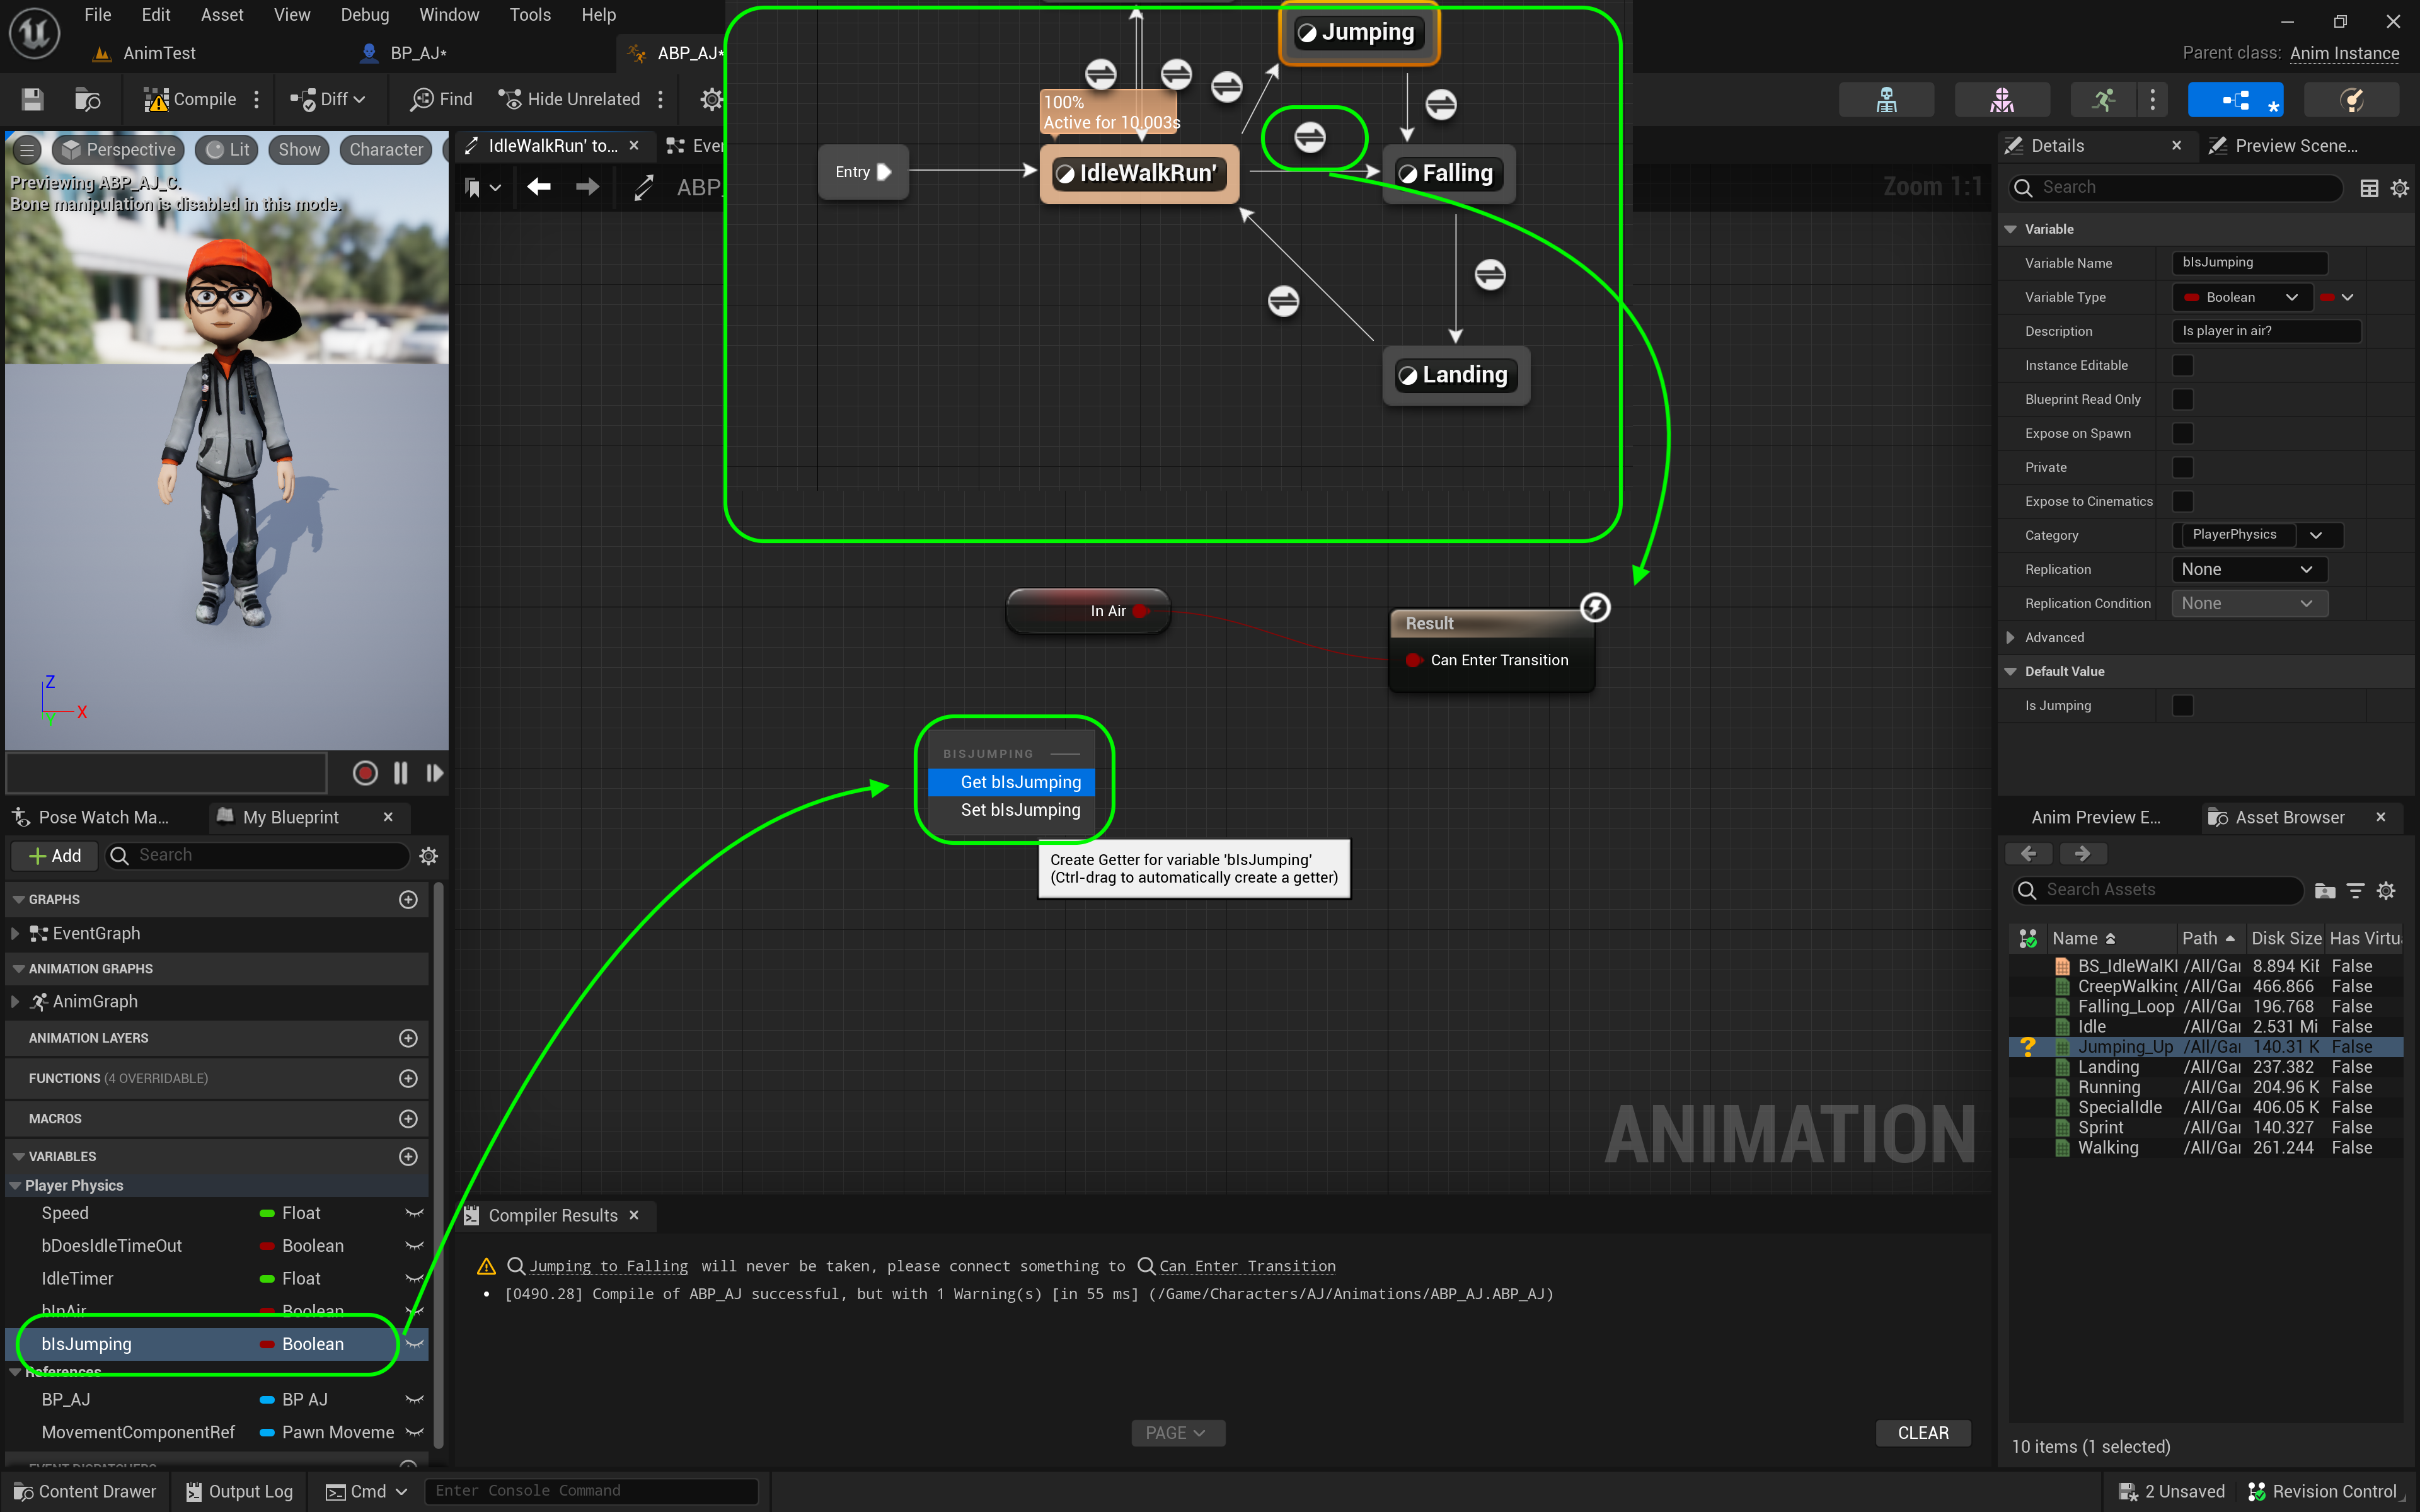 File Edit Asset View Debug Window Tools Help
AnimTest
BP_AJ*
ABP_AJ*
Parent class: Anim Instance
Compile
Diff
Find
Hide Unrelated
Perspective
Lit
Show
Character
Previewing ABP_AJ_C.
Bone manipulation is disabled in this mode.
Z
X
Y
IdleWalkRun' to...
ABP_
Zoom 1:1
Jumping
100%
Active for 10.003s
Entry
IdleWalkRun'
Falling
Landing
In Air
Result
Can Enter Transition
BISJUMPING
Get bIsJumping
Set bIsJumping
Create Getter for variable 'bIsJumping'
(Ctrl-drag to automatically create a getter)
ANIMATION
Pose Watch Ma...
My Blueprint
Add
Search
GRAPHS
EventGraph
ANIMATION GRAPHS
AnimGraph
ANIMATION LAYERS
FUNCTIONS (4 OVERRIDABLE)
MACROS
VARIABLES
Player Physics
Speed Float
bDoesIdleTimeOut Boolean
IdleTimer Float
bInAir Boolean
bIsJumping Boolean
References
BP_AJ BP AJ
MovementComponentRef Pawn Moveme
EVENT DISPATCHERS
Compiler Results
Jumping to Falling will never be taken, please connect something to Can Enter Transition
• [0490.28] Compile of ABP_AJ successful, but with 1 Warning(s) [in 55 ms] (/Game/Characters/AJ/Animations/ABP_AJ.ABP_AJ)
PAGE
CLEAR
Details
Preview Scene...
Search
Variable
Variable Name bIsJumping
Variable Type Boolean
Description Is player in air?
Instance Editable
Blueprint Read Only
Expose on Spawn
Private
Expose to Cinematics
Category PlayerPhysics
Replication None
Replication Condition None
Advanced
Default Value
Is Jumping
Anim Preview E...
Asset Browser
Search Assets
Name Path Disk Size Has Virtu
BS_IdleWalkI /All/Gai 8.894 KiE False
CreepWalking /All/Gai 466.866 False
Falling_Loop /All/Gai 196.768 False
Idle /All/Gai 2.531 Mi False
? Jumping_Up /All/Gai 140.31 K False
Landing /All/Gai 237.382 False
Running /All/Gai 204.96 K False
SpecialIdle /All/Gai 406.05 K False
Sprint /All/Gai 140.327 False
Walking /All/Gai 261.244 False
10 items (1 selected)
Content Drawer
Output Log
Cmd
Enter Console Command
2 Unsaved
Revision Control